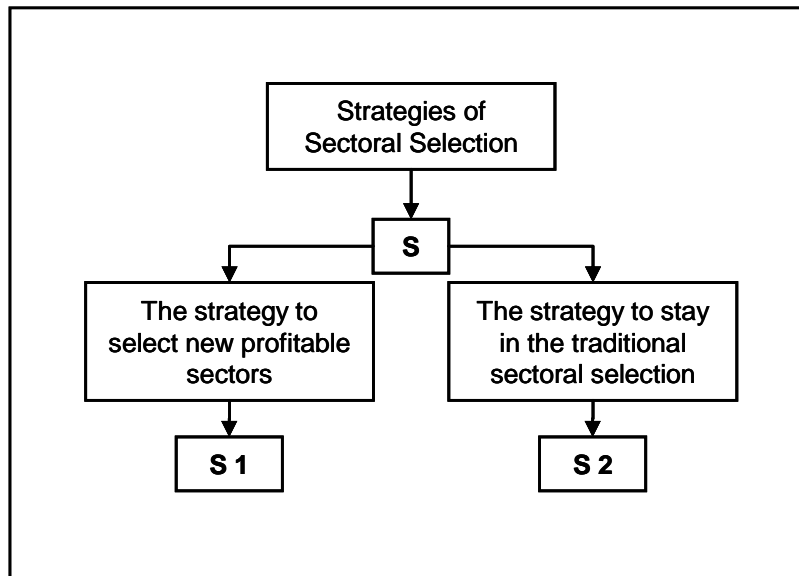 Strategies of
Sectoral Selection
S
The strategy to
select new profitable
sectors
The strategy to stay
in the traditional
sectoral selection
S 1
S 2